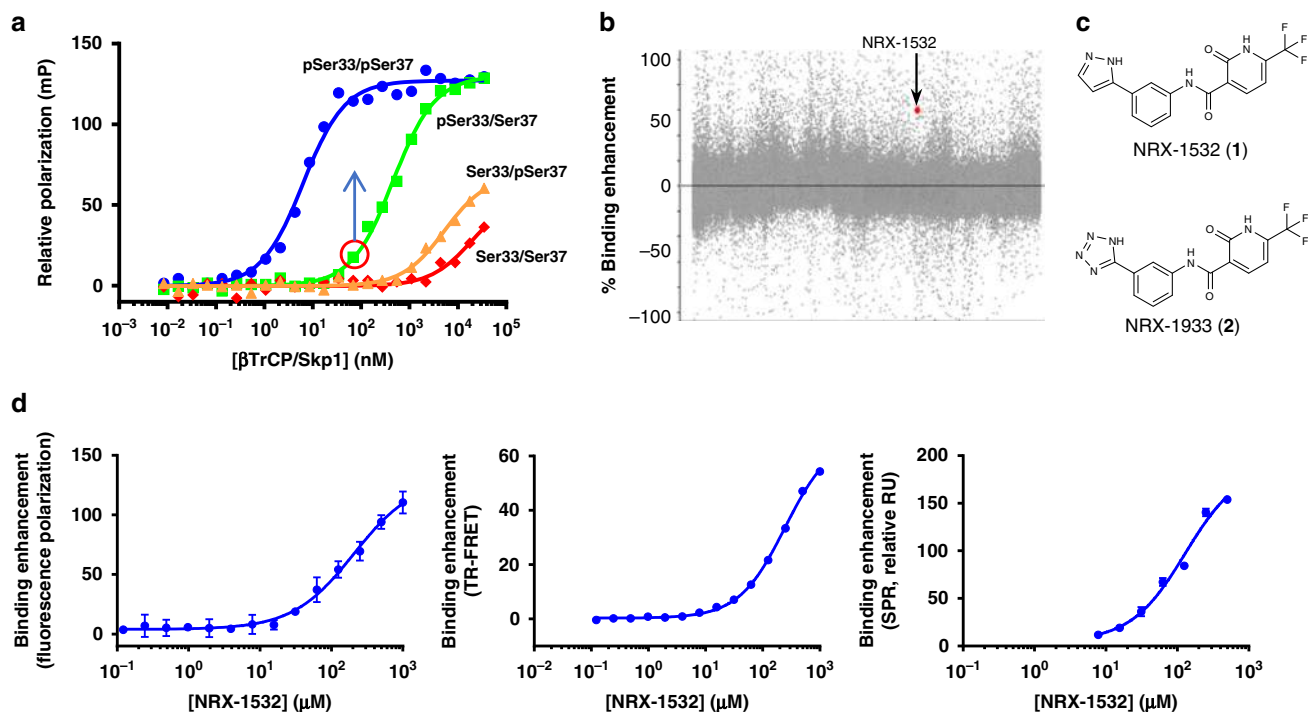 a
Relative polarization (mP)
150
100
50
0
pSer33/pSer37
pSer33/Ser37
Ser33/pSer37
Ser33/Ser37
10⁻³ 10⁻² 10⁻¹ 10⁰ 10¹ 10² 10³ 10⁴ 10⁵
[βTrCP/Skp1] (nM)
b
% Binding enhancement
100
50
0
−50
−100
NRX-1532
c
N
NH
H
N
O
O
H
N
F
F
F
NRX-1532 (1)
N
N
N
NH
H
N
O
O
H
N
F
F
F
NRX-1933 (2)
d
Binding enhancement
(fluorescence polarization)
150
100
50
0
10⁻¹ 10⁰ 10¹ 10² 10³
[NRX-1532] (μM)
Binding enhancement
(TR-FRET)
60
40
20
0
10⁻² 10⁻¹ 10⁰ 10¹ 10² 10³
[NRX-1532] (μM)
Binding enhancement
(SPR, relative RU)
200
150
100
50
0
10⁻¹ 10⁰ 10¹ 10² 10³
[NRX-1532] (μM)